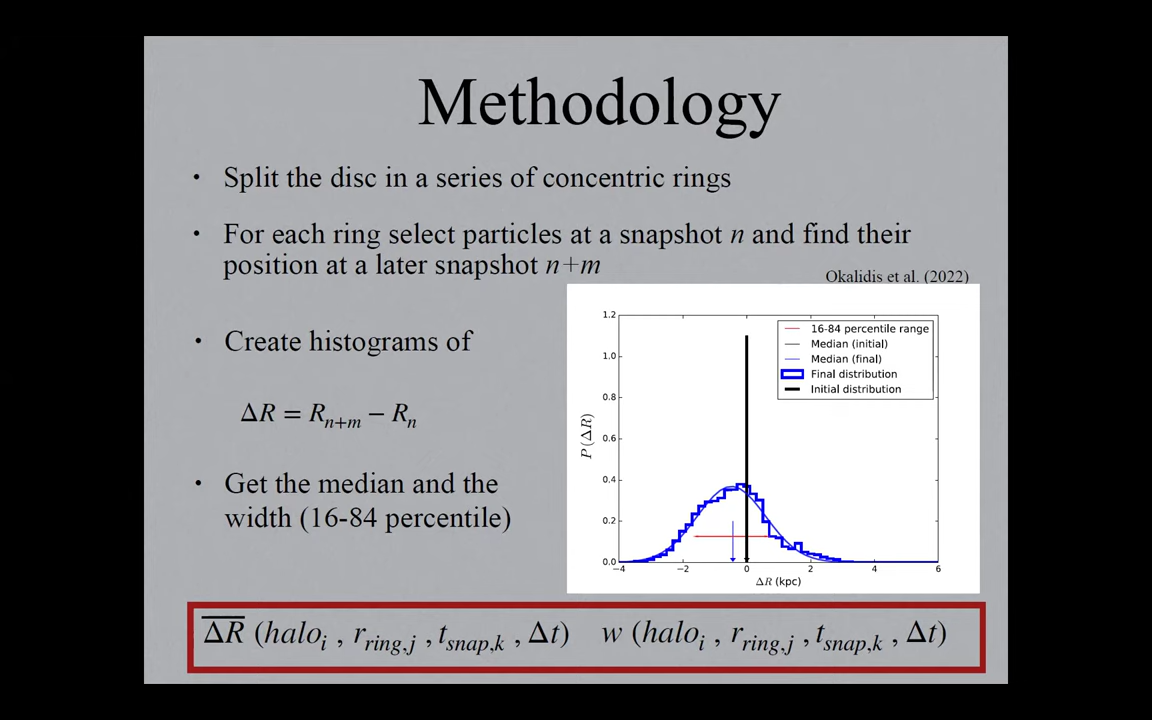 Methodology
• Split the disc in a series of concentric rings
• For each ring select particles at a snapshot n and find their
position at a later snapshot n+m
Okalidis et al. (2022)
• Create histograms of
ΔR = Rₙ₊ₘ − Rₙ
• Get the median and the
width (16-84 percentile)
1.2
1.0
0.8
0.6
0.4
0.2
0.0
P(ΔR)
16-84 percentile range
Median (initial)
Median (final)
Final distribution
Initial distribution
−4 −2 0 2 4 6
ΔR (kpc)
$\overline{ΔR}$ (halo_i , r_{ring,j} , t_{snap,k} , Δt) w (halo_i , r_{ring,j} , t_{snap,k} , Δt)